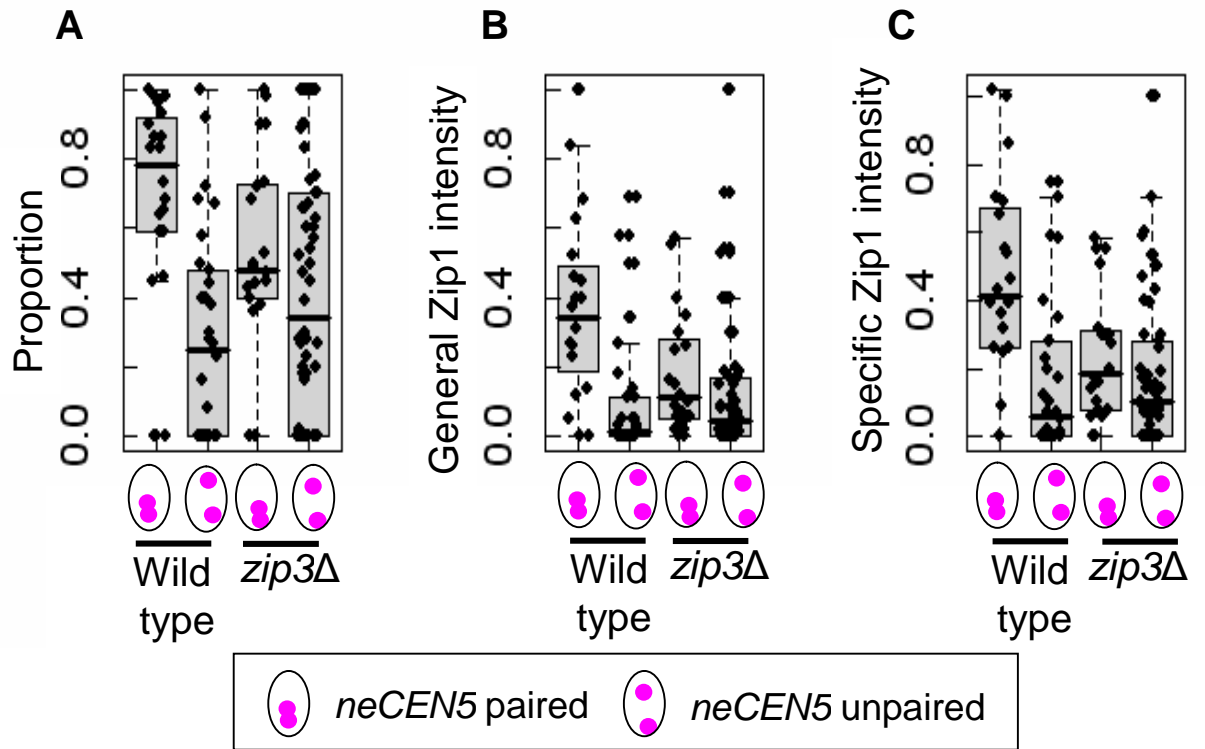 A
B
C
Proportion
0.0
0.4
0.8
General Zip1 intensity
0.0
0.4
0.8
Specific Zip1 intensity
0.0
0.4
0.8
Wild
type
zip3Δ
Wild
type
zip3Δ
Wild
type
zip3Δ
neCEN5 paired
neCEN5 unpaired